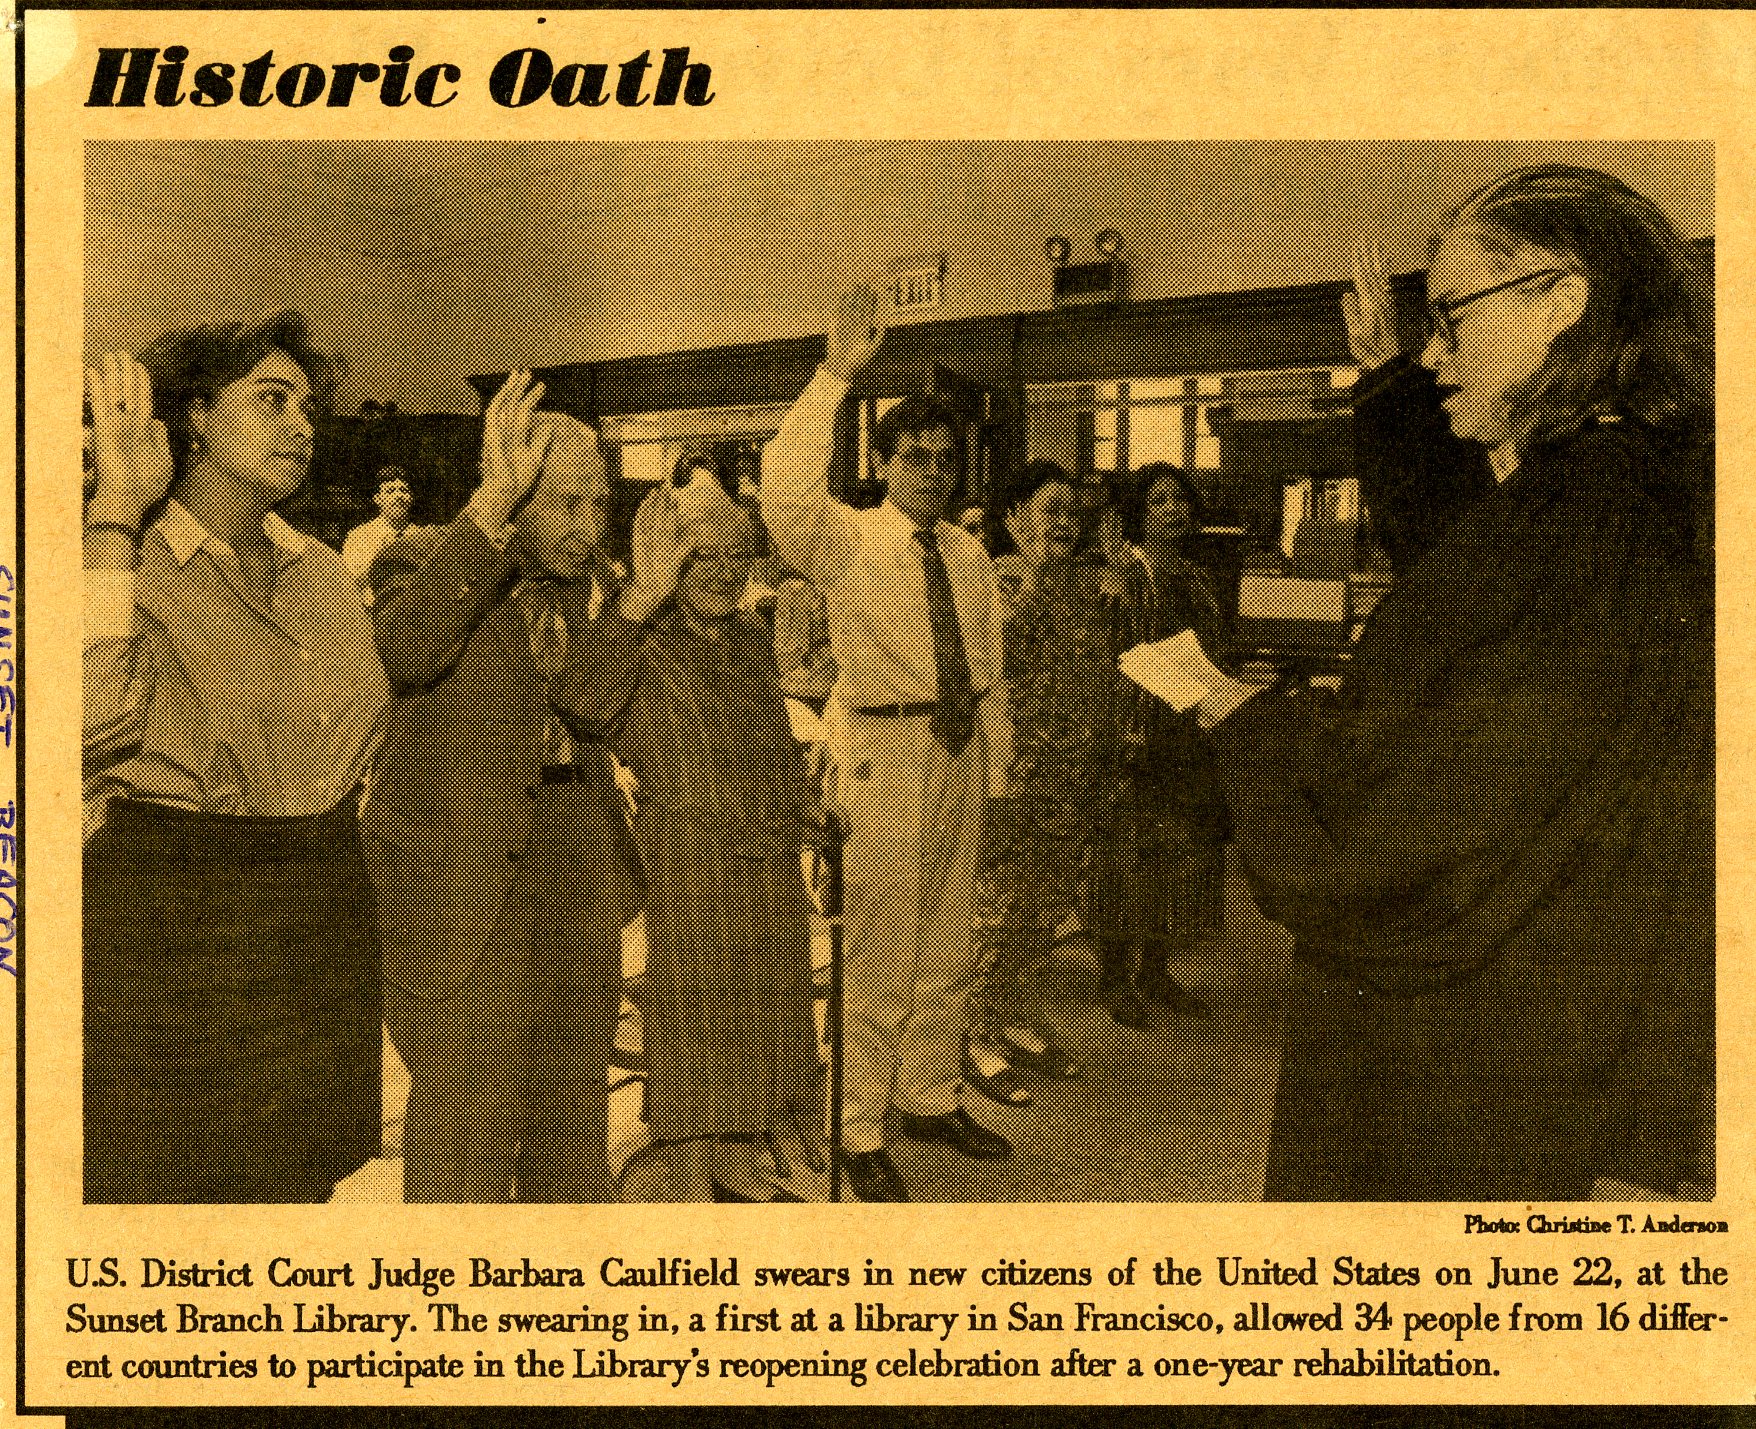 Historic Oath
EXIT
Photo: Christine T. Anderson
U.S. District Court Judge Barbara Caulfield swears in new citizens of the United States on June 22, at the
Sunset Branch Library. The swearing in, a first at a library in San Francisco, allowed 34 people from 16 differ-
ent countries to participate in the Library's reopening celebration after a one-year rehabilitation.
SUNSET BEACON